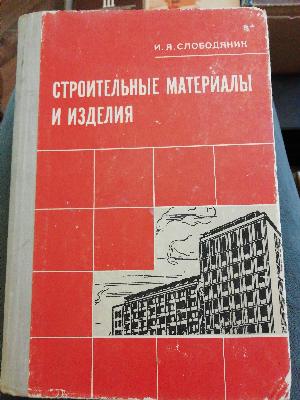 И. Я. СЛОБОДЯНИК
СТРОИТЕЛЬНЫЕ МАТЕРИАЛЫ
И ИЗДЕЛИЯ